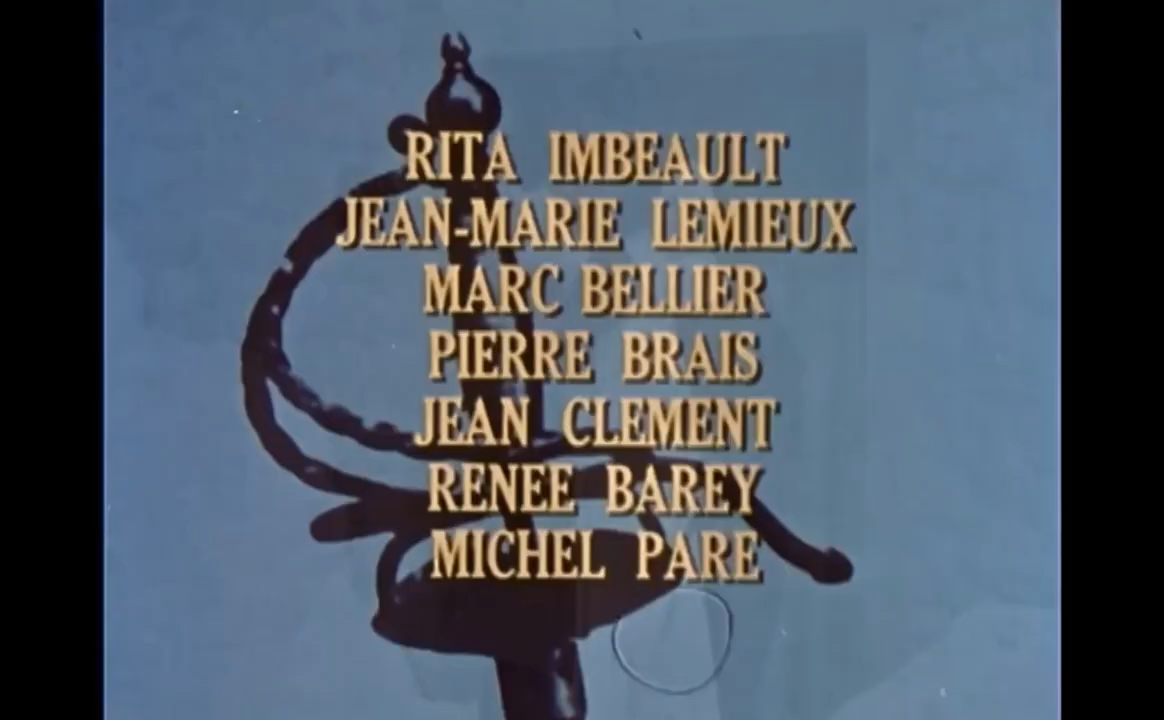 RITA IMBEAULT
JEAN-MARIE LEMIEUX
MARC BELLIER
PIERRE BRAIS
JEAN CLEMENT
RENEE BAREY
MICHEL PARE